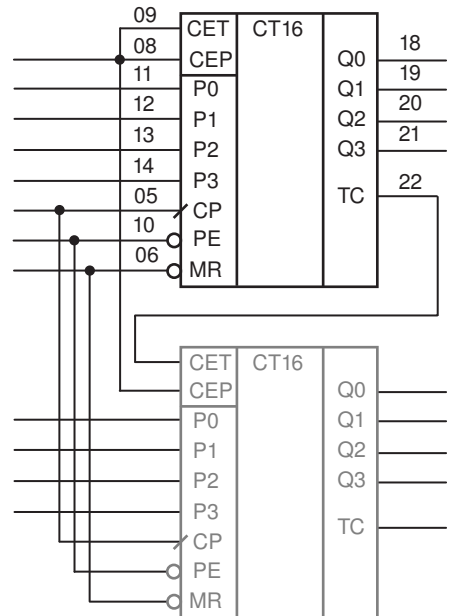 09
CET CT16
08 18
CEP Q0
11 19
P0 Q1
12 20
P1 Q2
13 21
P2 Q3
14
P3
05 22
CP TC
10
PE
06
MR
CET CT16
CEP Q0
P0 Q1
P1 Q2
P2 Q3
P3
TC
CP
PE
MR